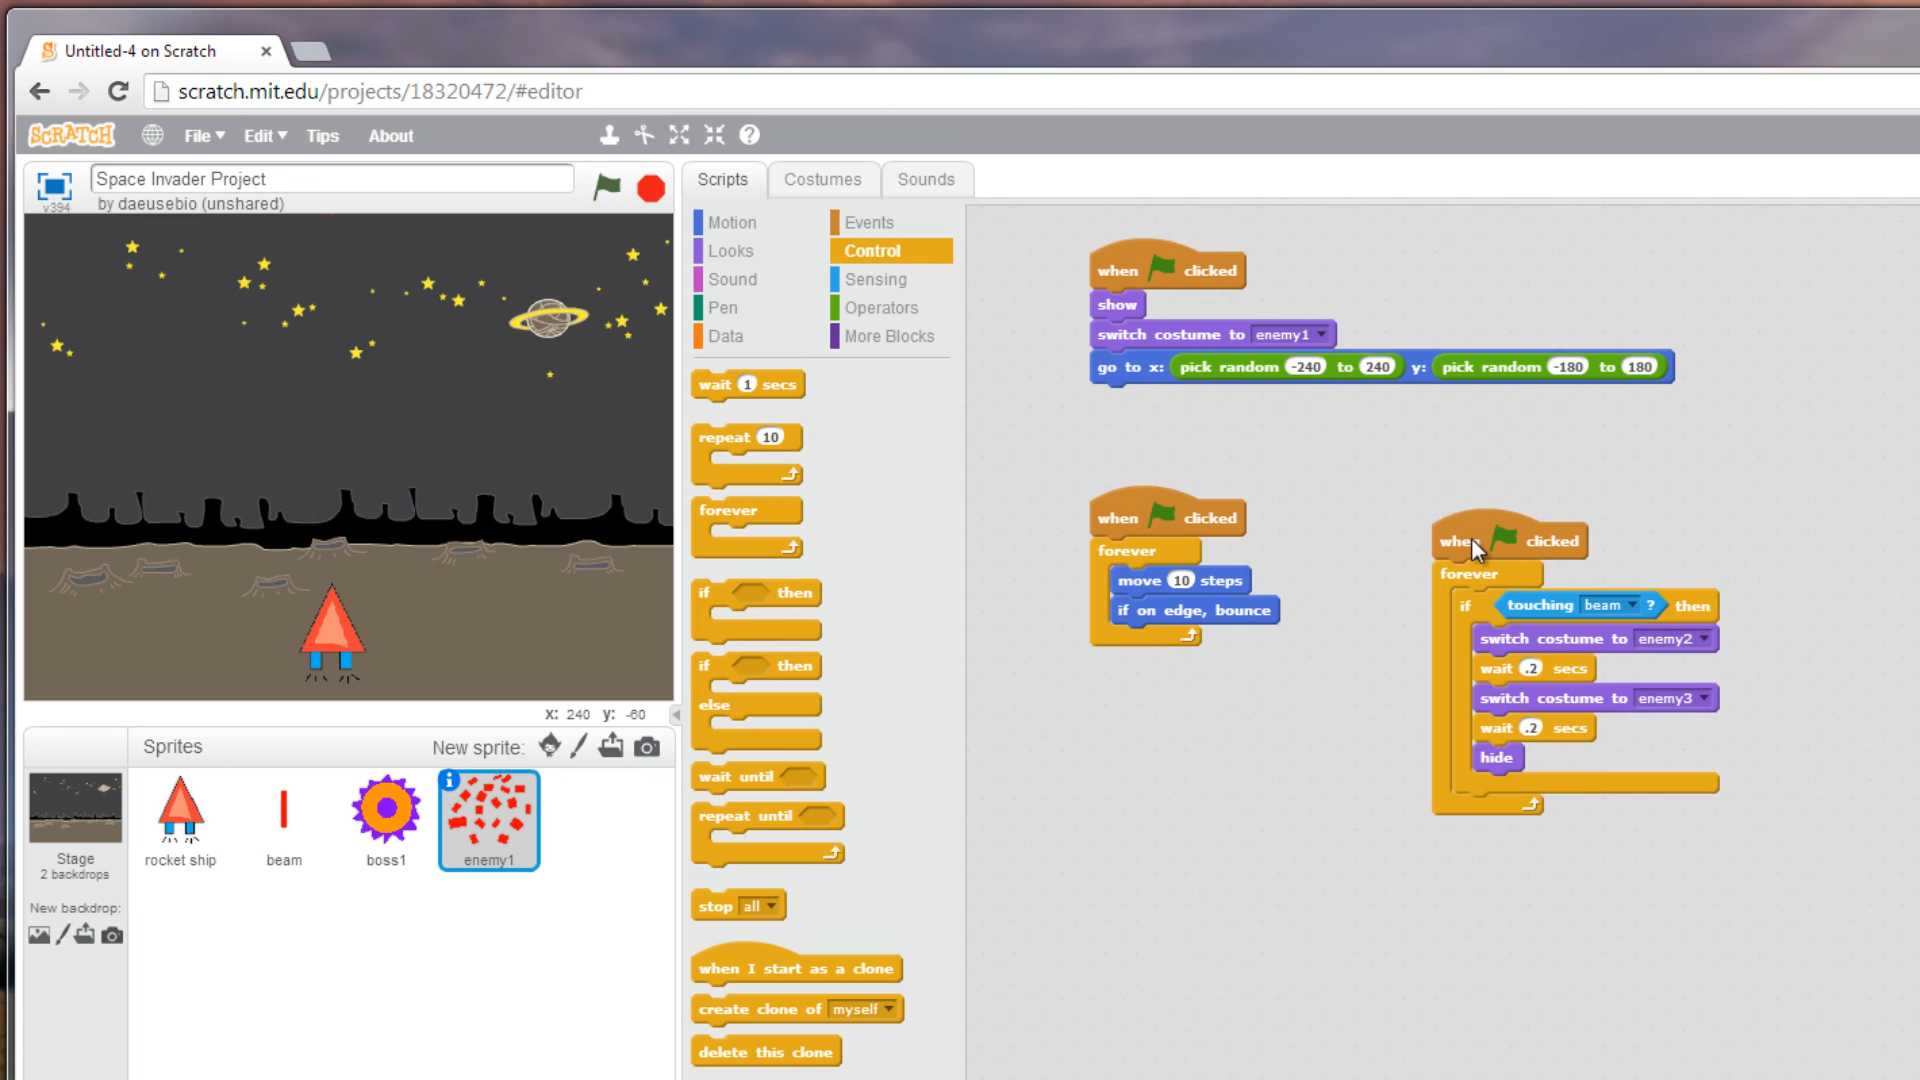 Untitled-4 on Scratch
scratch.mit.edu/projects/18320472/#editor
SCRATCH
File
Edit
Tips
About
Space Invader Project
v394
by daeusebio (unshared)
Scripts
Costumes
Sounds
Motion
Events
Looks
Control
Sound
Sensing
Pen
Operators
Data
More Blocks
wait 1 secs
repeat 10
forever
if then
if then
else
wait until
repeat until
stop all
when I start as a clone
create clone of myself
delete this clone
when clicked
show
switch costume to enemy1
go to x: pick random -240 to 240 y: pick random -180 to 180
when clicked
forever
move 10 steps
if on edge, bounce
when clicked
forever
if touching beam ? then
switch costume to enemy2
wait .2 secs
switch costume to enemy3
wait .2 secs
hide
x: 240 y: -60
Sprites
New sprite:
Stage
2 backdrops
New backdrop:
rocket ship
beam
boss1
enemy1